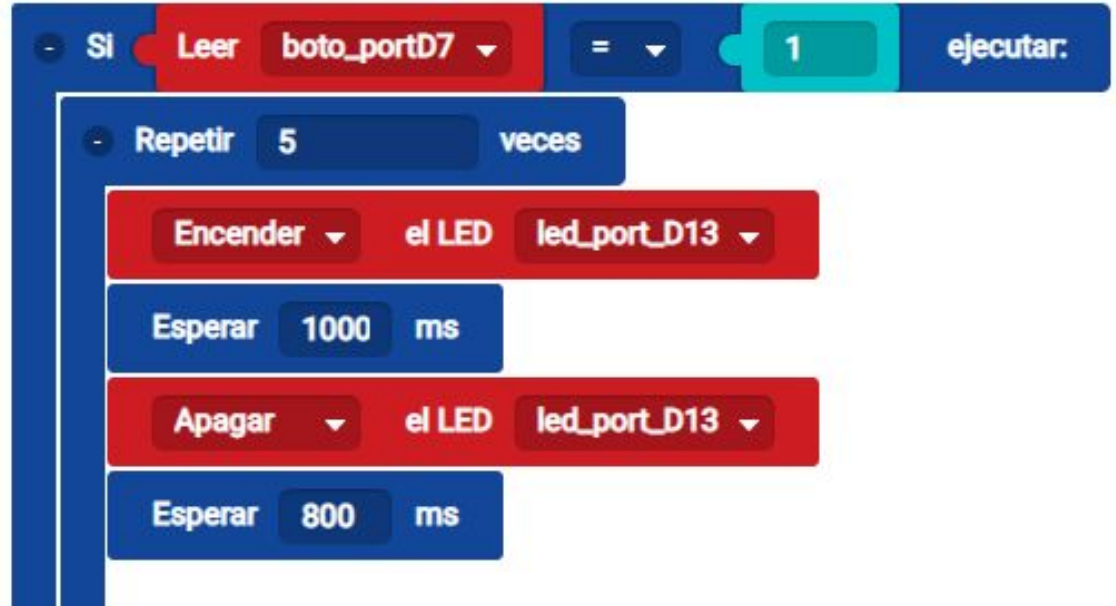 - Si Leer boto_portD7 = 1 ejecutar:
- Repetir 5 veces
Encender el LED led_port_D13
Esperar 1000 ms
Apagar el LED led_port_D13
Esperar 800 ms